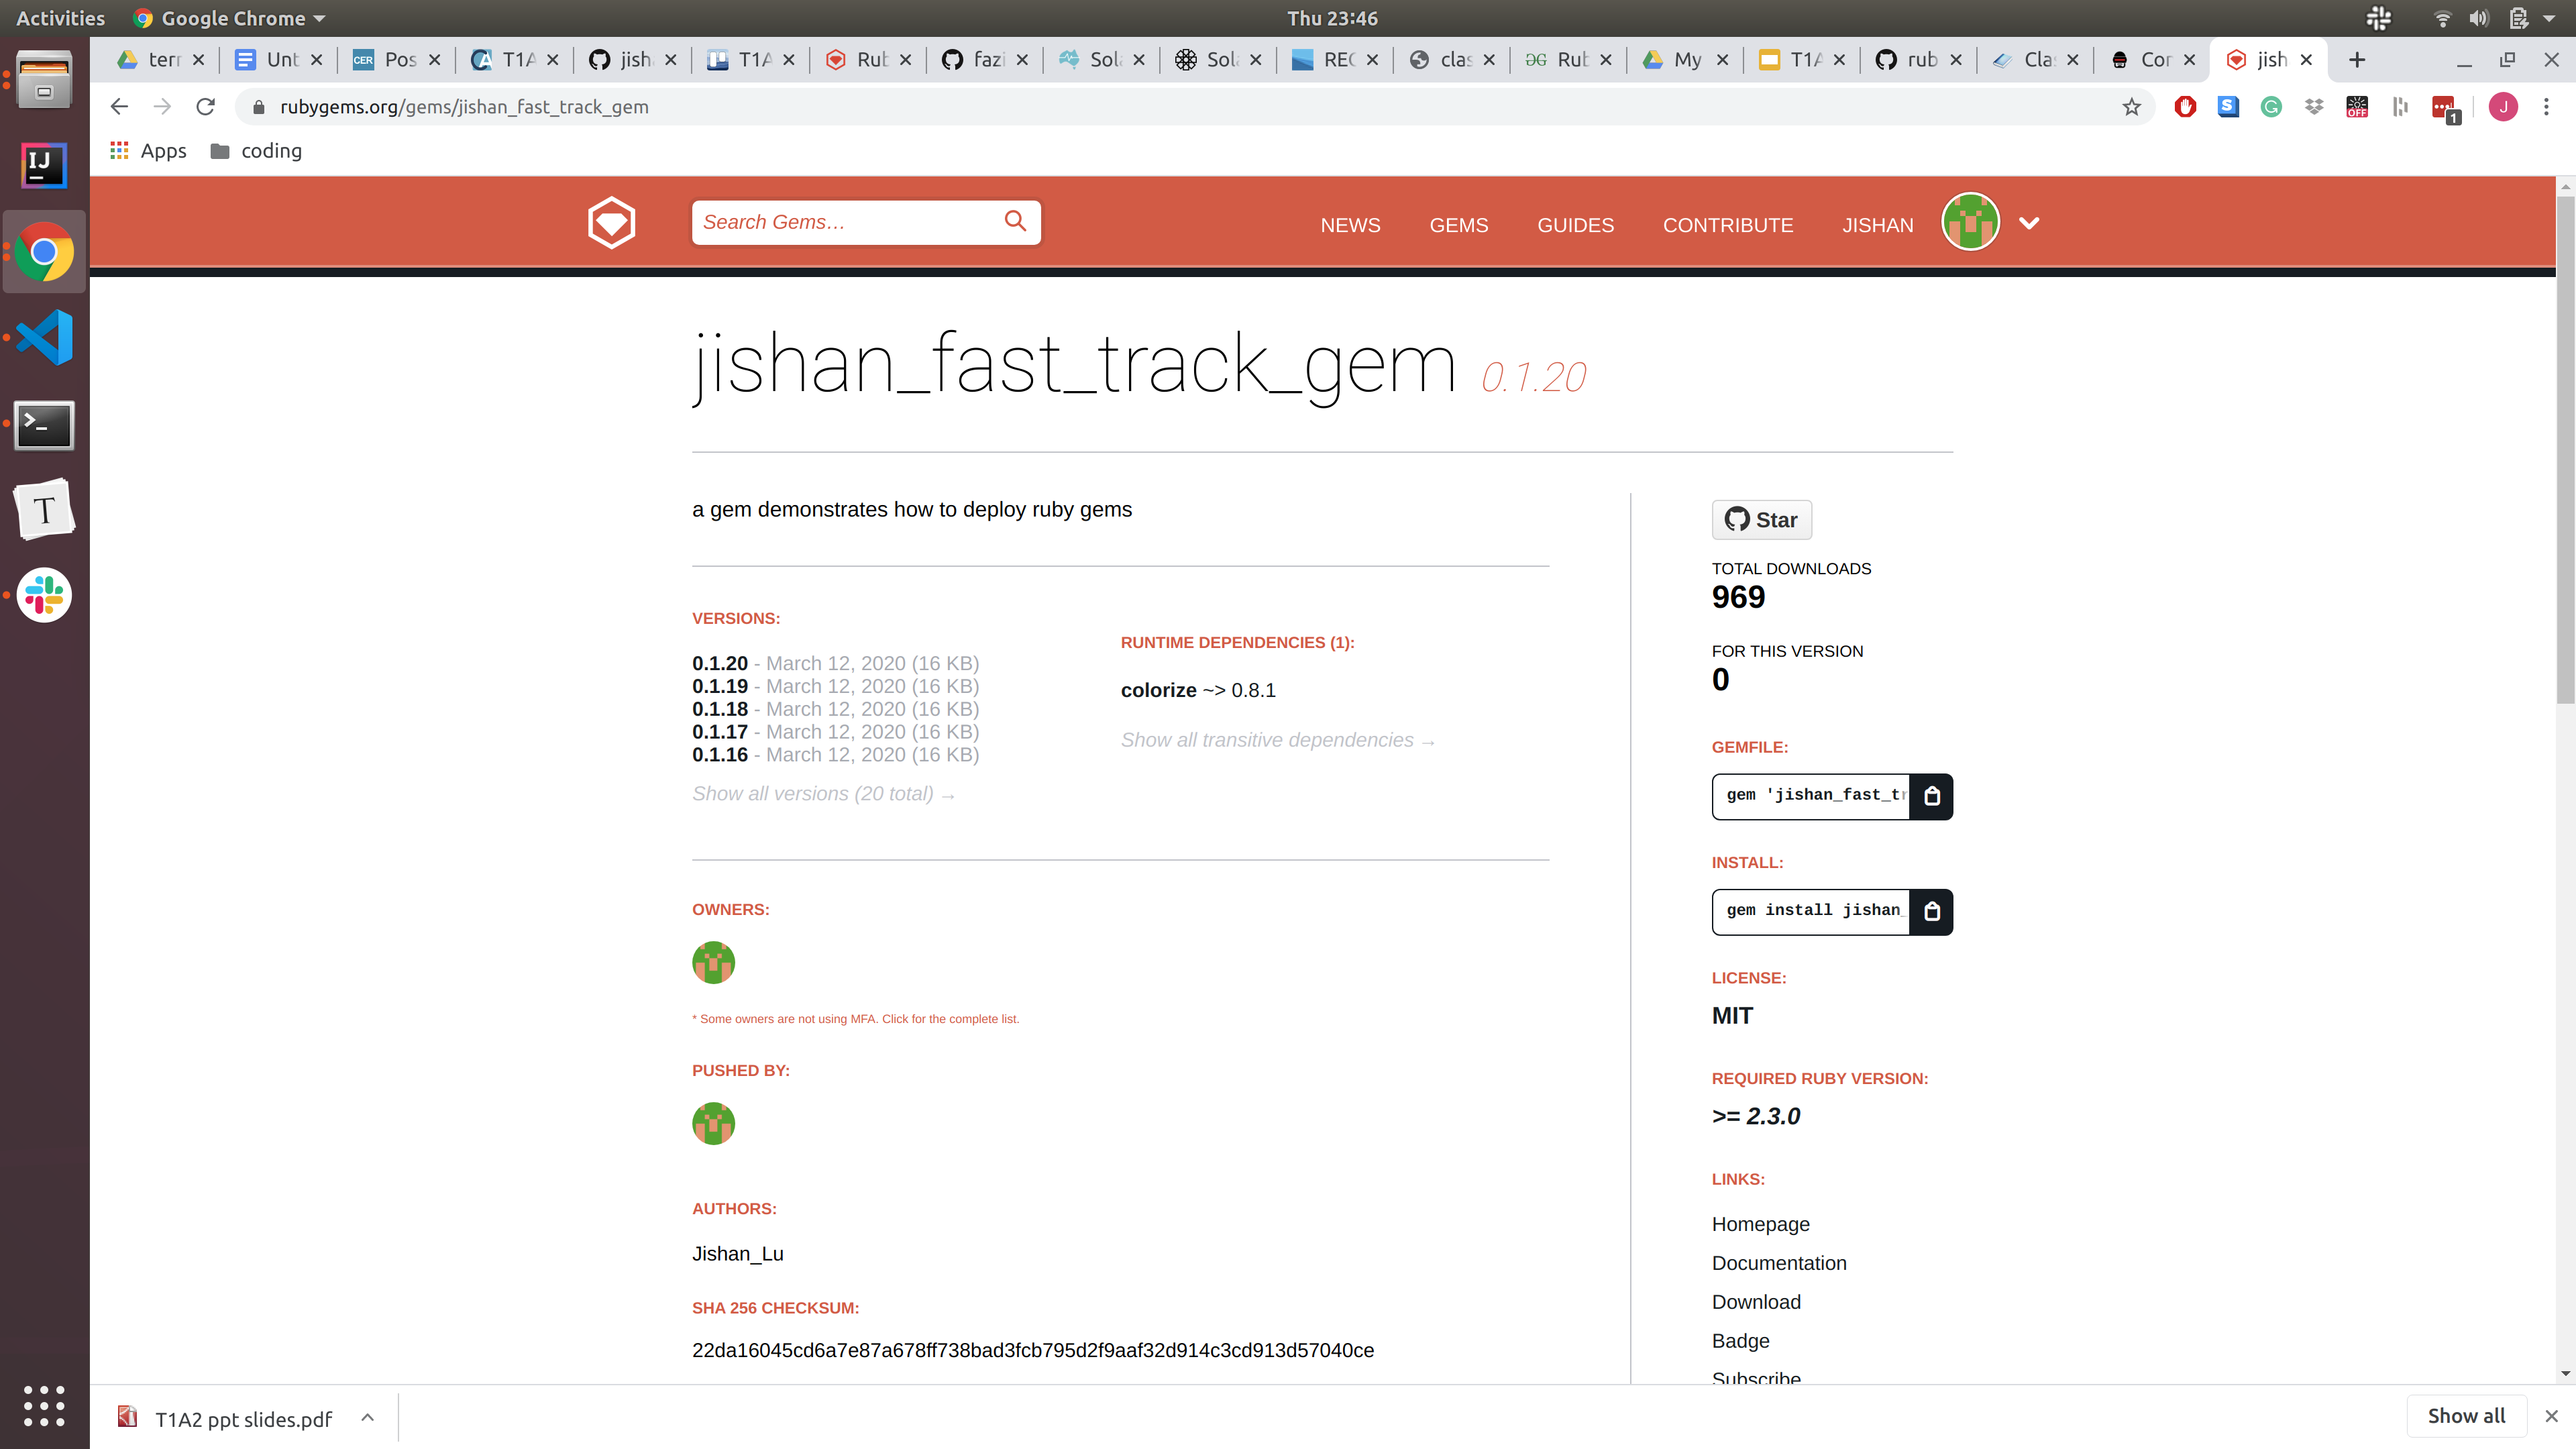 Activities Google Chrome Thu 23:46
terr Unt Pos T1A jish T1A Rub fazi Sola Sola REC clas Rub My T1A rub Cla Cor jish
rubygems.org/gems/jishan_fast_track_gem
OFF 1 J
Apps coding
Search Gems… NEWS GEMS GUIDES CONTRIBUTE JISHAN
jishan_fast_track_gem 0.1.20
a gem demonstrates how to deploy ruby gems
VERSIONS:
0.1.20 - March 12, 2020 (16 KB)
0.1.19 - March 12, 2020 (16 KB)
0.1.18 - March 12, 2020 (16 KB)
0.1.17 - March 12, 2020 (16 KB)
0.1.16 - March 12, 2020 (16 KB)
Show all versions (20 total) →
RUNTIME DEPENDENCIES (1):
colorize ~> 0.8.1
Show all transitive dependencies →
OWNERS:
* Some owners are not using MFA. Click for the complete list.
PUSHED BY:
AUTHORS:
Jishan_Lu
SHA 256 CHECKSUM:
22da16045cd6a7e87a678ff738bad3fcb795d2f9aaf32d914c3cd913d57040ce
Star
TOTAL DOWNLOADS
969
FOR THIS VERSION
0
GEMFILE:
gem 'jishan_fast_tr
INSTALL:
gem install jishan_
LICENSE:
MIT
REQUIRED RUBY VERSION:
>= 2.3.0
LINKS:
Homepage
Documentation
Download
Badge
Subscribe
T1A2 ppt slides.pdf Show all